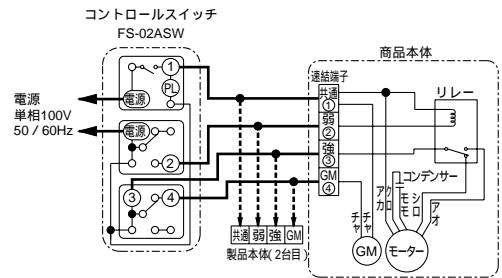 コントロールスイッチ
FS-02ASW
商品本体
① PL
電源
速結端子
共通
①
弱
②
強
③
GM
④
リレー
電源
単相100V
50 / 60Hz
電源
②
③ ④
コンデンサー
アカ
クロ
モモ
シロ
アオ
チャ
チャ
GM
モーター
共通 弱 強 GM
製品本体(2台目)